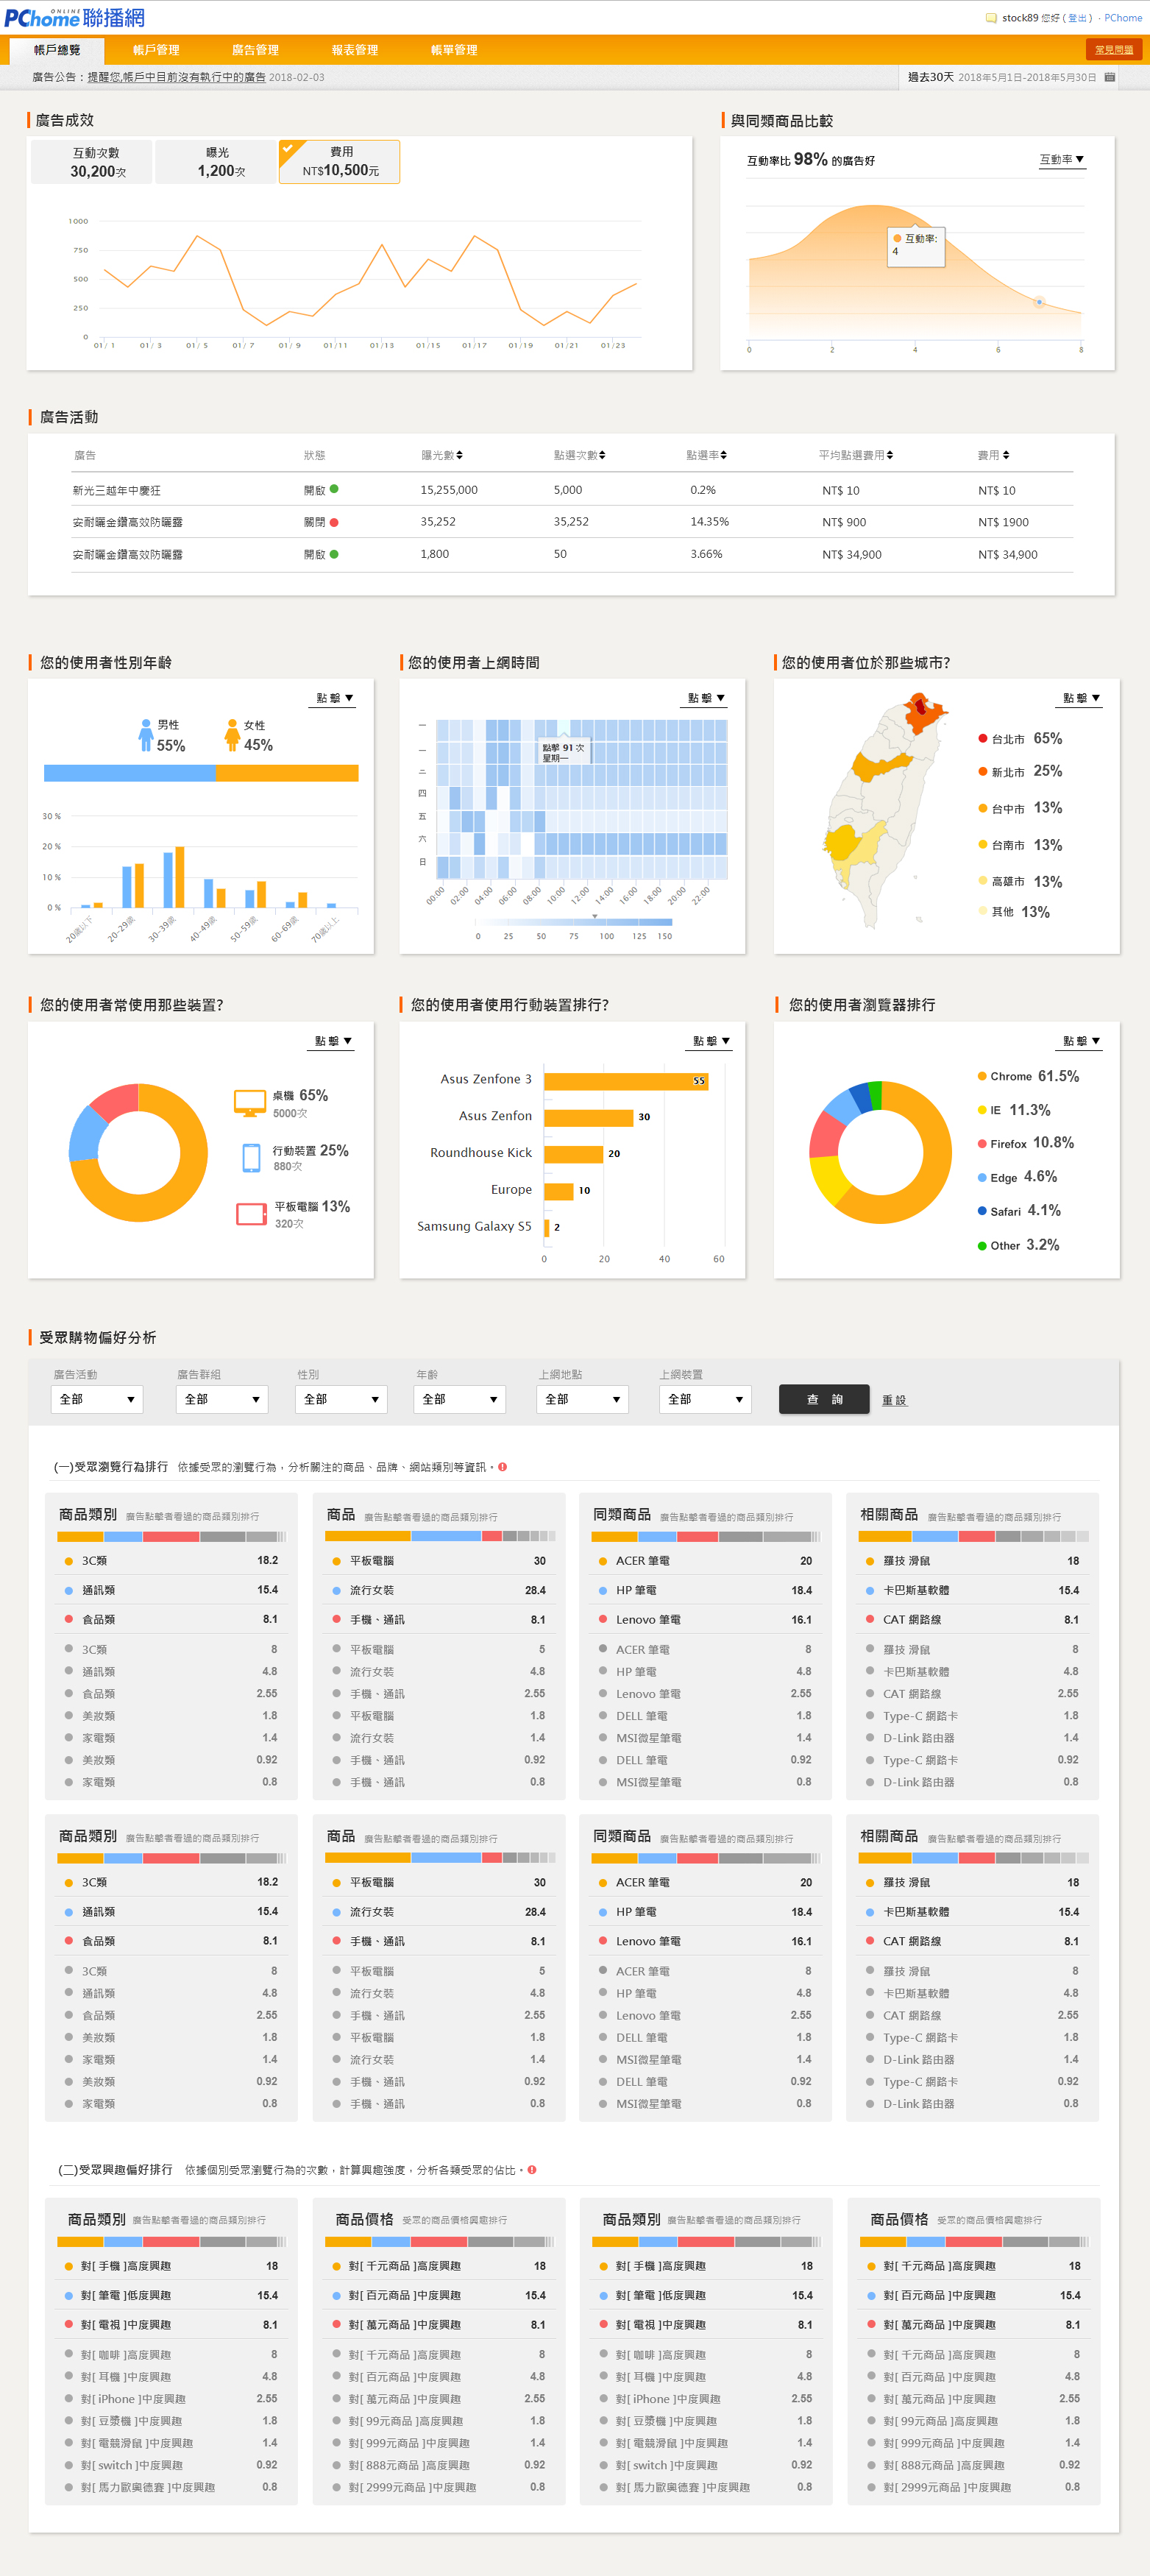 PChome ONLINE 聯播網
stock89 您好 ( 登出 ) · PChome
帳戶總覽 帳戶管理 廣告管理 報表管理 帳單管理 常見問題
廣告公告：提醒您,帳戶中目前沒有執行中的廣告 2018-02-03
過去30天 2018年5月1日-2018年5月30日
廣告成效
互動次數 曝光 費用
30,200次 1,200次 NT$10,500元
1000
750
500
250
0
01/ 1 01/ 3 01/ 5 01/ 7 01/ 9 01/11 01/13 01/15 01/17 01/19 01/21 01/23
與同類商品比較
互動率比 98% 的廣告好 互動率▼
互動率:
4
0 2 4 6 8
廣告活動
廣告 狀態 曝光數 點選次數 點選率 平均點選費用 費用
新光三越年中慶狂 開啟 15,255,000 5,000 0.2% NT$ 10 NT$ 10
安耐曬金鑽高效防曬露 關閉 35,252 35,252 14.35% NT$ 900 NT$ 1900
安耐曬金鑽高效防曬露 開啟 1,800 50 3.66% NT$ 34,900 NT$ 34,900
您的使用者性別年齡
點擊▼
男性 女性
55% 45%
30 %
20 %
10 %
0 %
20歲以下 20-29歲 30-39歲 40-49歲 50-59歲 60-69歲 70歲以上
您的使用者上網時間
點擊▼
一
一
二
四
五
六
日
點擊 91 次
星期一
00:00 02:00 04:00 06:00 08:00 10:00 12:00 14:00 16:00 18:00 20:00 22:00
0 25 50 75 100 125 150
您的使用者位於那些城市?
點擊▼
台北市 65%
新北市 25%
台中市 13%
台南市 13%
高雄市 13%
其他 13%
您的使用者常使用那些裝置?
點擊▼
桌機 65%
5000次
行動裝置 25%
880次
平板電腦 13%
320次
您的使用者使用行動裝置排行?
點擊▼
Asus Zenfone 3 55
Asus Zenfon 30
Roundhouse Kick 20
Europe 10
Samsung Galaxy S5 2
0 20 40 60
您的使用者瀏覽器排行
點擊▼
Chrome 61.5%
IE 11.3%
Firefox 10.8%
Edge 4.6%
Safari 4.1%
Other 3.2%
受眾購物偏好分析
廣告活動 廣告群組 性別 年齡 上網地點 上網裝置
全部 ▼ 全部 ▼ 全部 ▼ 全部 ▼ 全部 ▼ 全部 ▼ 查 詢 重設
(一)受眾瀏覽行為排行 依據受眾的瀏覽行為，分析關注的商品、品牌、網站類別等資訊。
商品類別 廣告點擊者看過的商品類別排行
3C類 18.2
通訊類 15.4
食品類 8.1
3C類 8
通訊類 4.8
食品類 2.55
美妝類 1.8
家電類 1.4
美妝類 0.92
家電類 0.8
商品 廣告點擊者看過的商品類別排行
平板電腦 30
流行女裝 28.4
手機、通訊 8.1
平板電腦 5
流行女裝 4.8
手機、通訊 2.55
平板電腦 1.8
流行女裝 1.4
手機、通訊 0.92
手機、通訊 0.8
同類商品 廣告點擊者看過的商品類別排行
ACER 筆電 20
HP 筆電 18.4
Lenovo 筆電 16.1
ACER 筆電 8
HP 筆電 4.8
Lenovo 筆電 2.55
DELL 筆電 1.8
MSI微星筆電 1.4
DELL 筆電 0.92
MSI微星筆電 0.8
相關商品 廣告點擊者看過的商品類別排行
羅技 滑鼠 18
卡巴斯基軟體 15.4
CAT 網路線 8.1
羅技 滑鼠 8
卡巴斯基軟體 4.8
CAT 網路線 2.55
Type-C 網路卡 1.8
D-Link 路由器 1.4
Type-C 網路卡 0.92
D-Link 路由器 0.8
商品類別 廣告點擊者看過的商品類別排行
3C類 18.2
通訊類 15.4
食品類 8.1
3C類 8
通訊類 4.8
食品類 2.55
美妝類 1.8
家電類 1.4
美妝類 0.92
家電類 0.8
商品 廣告點擊者看過的商品類別排行
平板電腦 30
流行女裝 28.4
手機、通訊 8.1
平板電腦 5
流行女裝 4.8
手機、通訊 2.55
平板電腦 1.8
流行女裝 1.4
手機、通訊 0.92
手機、通訊 0.8
同類商品 廣告點擊者看過的商品類別排行
ACER 筆電 20
HP 筆電 18.4
Lenovo 筆電 16.1
ACER 筆電 8
HP 筆電 4.8
Lenovo 筆電 2.55
DELL 筆電 1.8
MSI微星筆電 1.4
DELL 筆電 0.92
MSI微星筆電 0.8
相關商品 廣告點擊者看過的商品類別排行
羅技 滑鼠 18
卡巴斯基軟體 15.4
CAT 網路線 8.1
羅技 滑鼠 8
卡巴斯基軟體 4.8
CAT 網路線 2.55
Type-C 網路卡 1.8
D-Link 路由器 1.4
Type-C 網路卡 0.92
D-Link 路由器 0.8
(二)受眾興趣偏好排行 依據個別受眾瀏覽行為的次數，計算興趣強度，分析各類受眾的佔比。
商品類別 廣告點擊者看過的商品類別排行
對[ 手機 ]高度興趣 18
對[ 筆電 ]低度興趣 15.4
對[ 電視 ]中度興趣 8.1
對[ 咖啡 ]高度興趣 8
對[ 耳機 ]中度興趣 4.8
對[ iPhone ]中度興趣 2.55
對[ 豆漿機 ]中度興趣 1.8
對[ 電競滑鼠 ]中度興趣 1.4
對[ switch ]中度興趣 0.92
對[ 馬力歐奧德賽 ]中度興趣 0.8
商品價格 受眾的商品價格興趣排行
對[ 千元商品 ]高度興趣 18
對[ 百元商品 ]中度興趣 15.4
對[ 萬元商品 ]中度興趣 8.1
對[ 千元商品 ]高度興趣 8
對[ 百元商品 ]中度興趣 4.8
對[ 萬元商品 ]中度興趣 2.55
對[ 99元商品 ]高度興趣 1.8
對[ 999元商品 ]中度興趣 1.4
對[ 888元商品 ]高度興趣 0.92
對[ 2999元商品 ]中度興趣 0.8
商品類別 廣告點擊者看過的商品類別排行
對[ 手機 ]高度興趣 18
對[ 筆電 ]低度興趣 15.4
對[ 電視 ]中度興趣 8.1
對[ 咖啡 ]高度興趣 8
對[ 耳機 ]中度興趣 4.8
對[ iPhone ]中度興趣 2.55
對[ 豆漿機 ]中度興趣 1.8
對[ 電競滑鼠 ]中度興趣 1.4
對[ switch ]中度興趣 0.92
對[ 馬力歐奧德賽 ]中度興趣 0.8
商品價格 受眾的商品價格興趣排行
對[ 千元商品 ]高度興趣 18
對[ 百元商品 ]中度興趣 15.4
對[ 萬元商品 ]中度興趣 8.1
對[ 千元商品 ]高度興趣 8
對[ 百元商品 ]中度興趣 4.8
對[ 萬元商品 ]中度興趣 2.55
對[ 99元商品 ]高度興趣 1.8
對[ 999元商品 ]中度興趣 1.4
對[ 888元商品 ]高度興趣 0.92
對[ 2999元商品 ]中度興趣 0.8